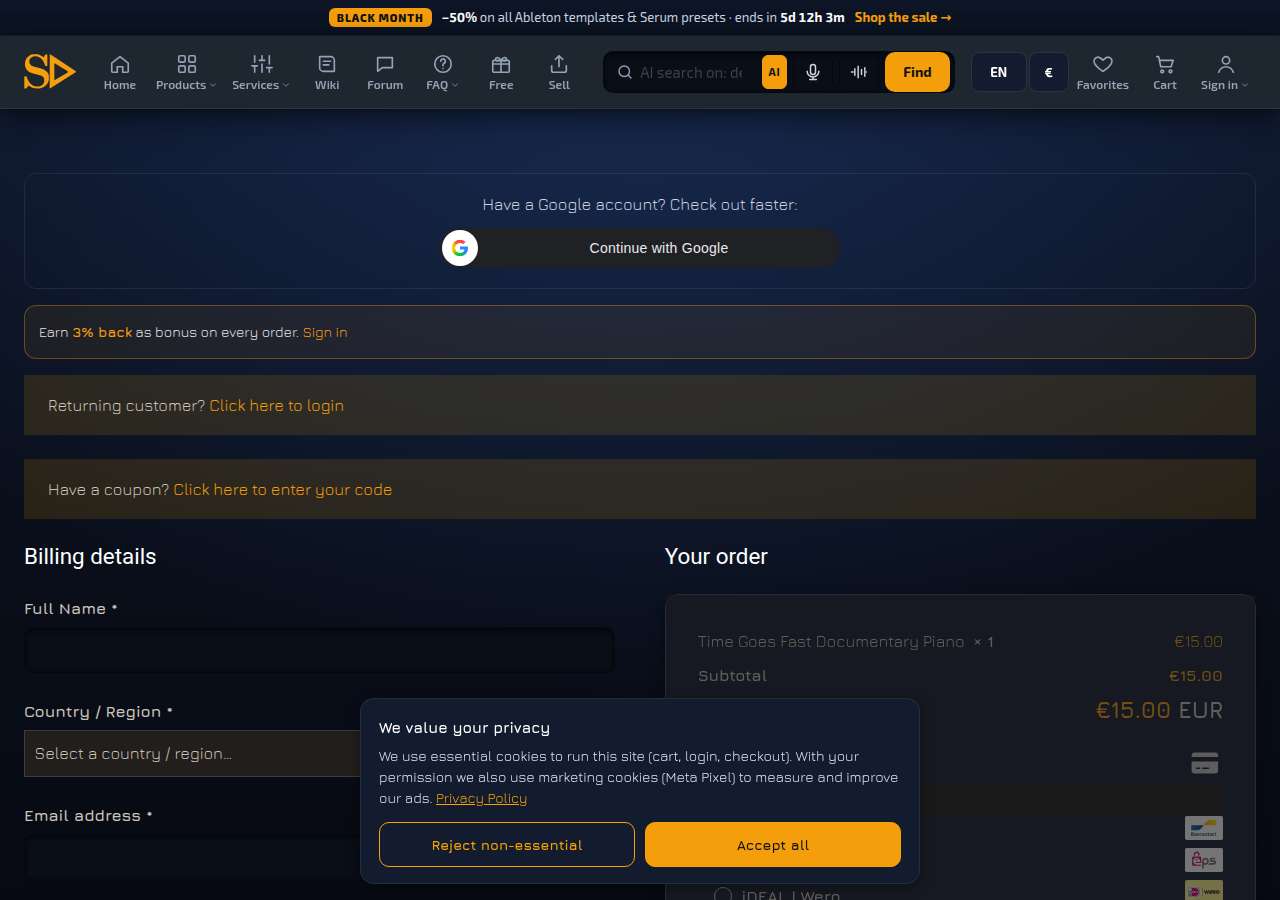 BLACK MONTH −50% on all Ableton templates & Serum presets · ends in 5d 12h 3m Shop the sale →
Home
Products
Services
Wiki
Forum
FAQ
Free
Sell
AI search on: de
AI
Find
EN
€
Favorites
Cart
Sign in
Have a Google account? Check out faster:
Continue with Google
Earn 3% back as bonus on every order. Sign in
Returning customer? Click here to login
Have a coupon? Click here to enter your code
Billing details
Full Name *
Country / Region *
Select a country / region...
Email address *
Your order
Time Goes Fast Documentary Piano × 1 €15.00
Subtotal €15.00
€15.00 EUR
Bancontact
eps
iDEAL | Wero
We value your privacy
We use essential cookies to run this site (cart, login, checkout). With your
permission we also use marketing cookies (Meta Pixel) to measure and improve
our ads. Privacy Policy
Reject non-essential
Accept all